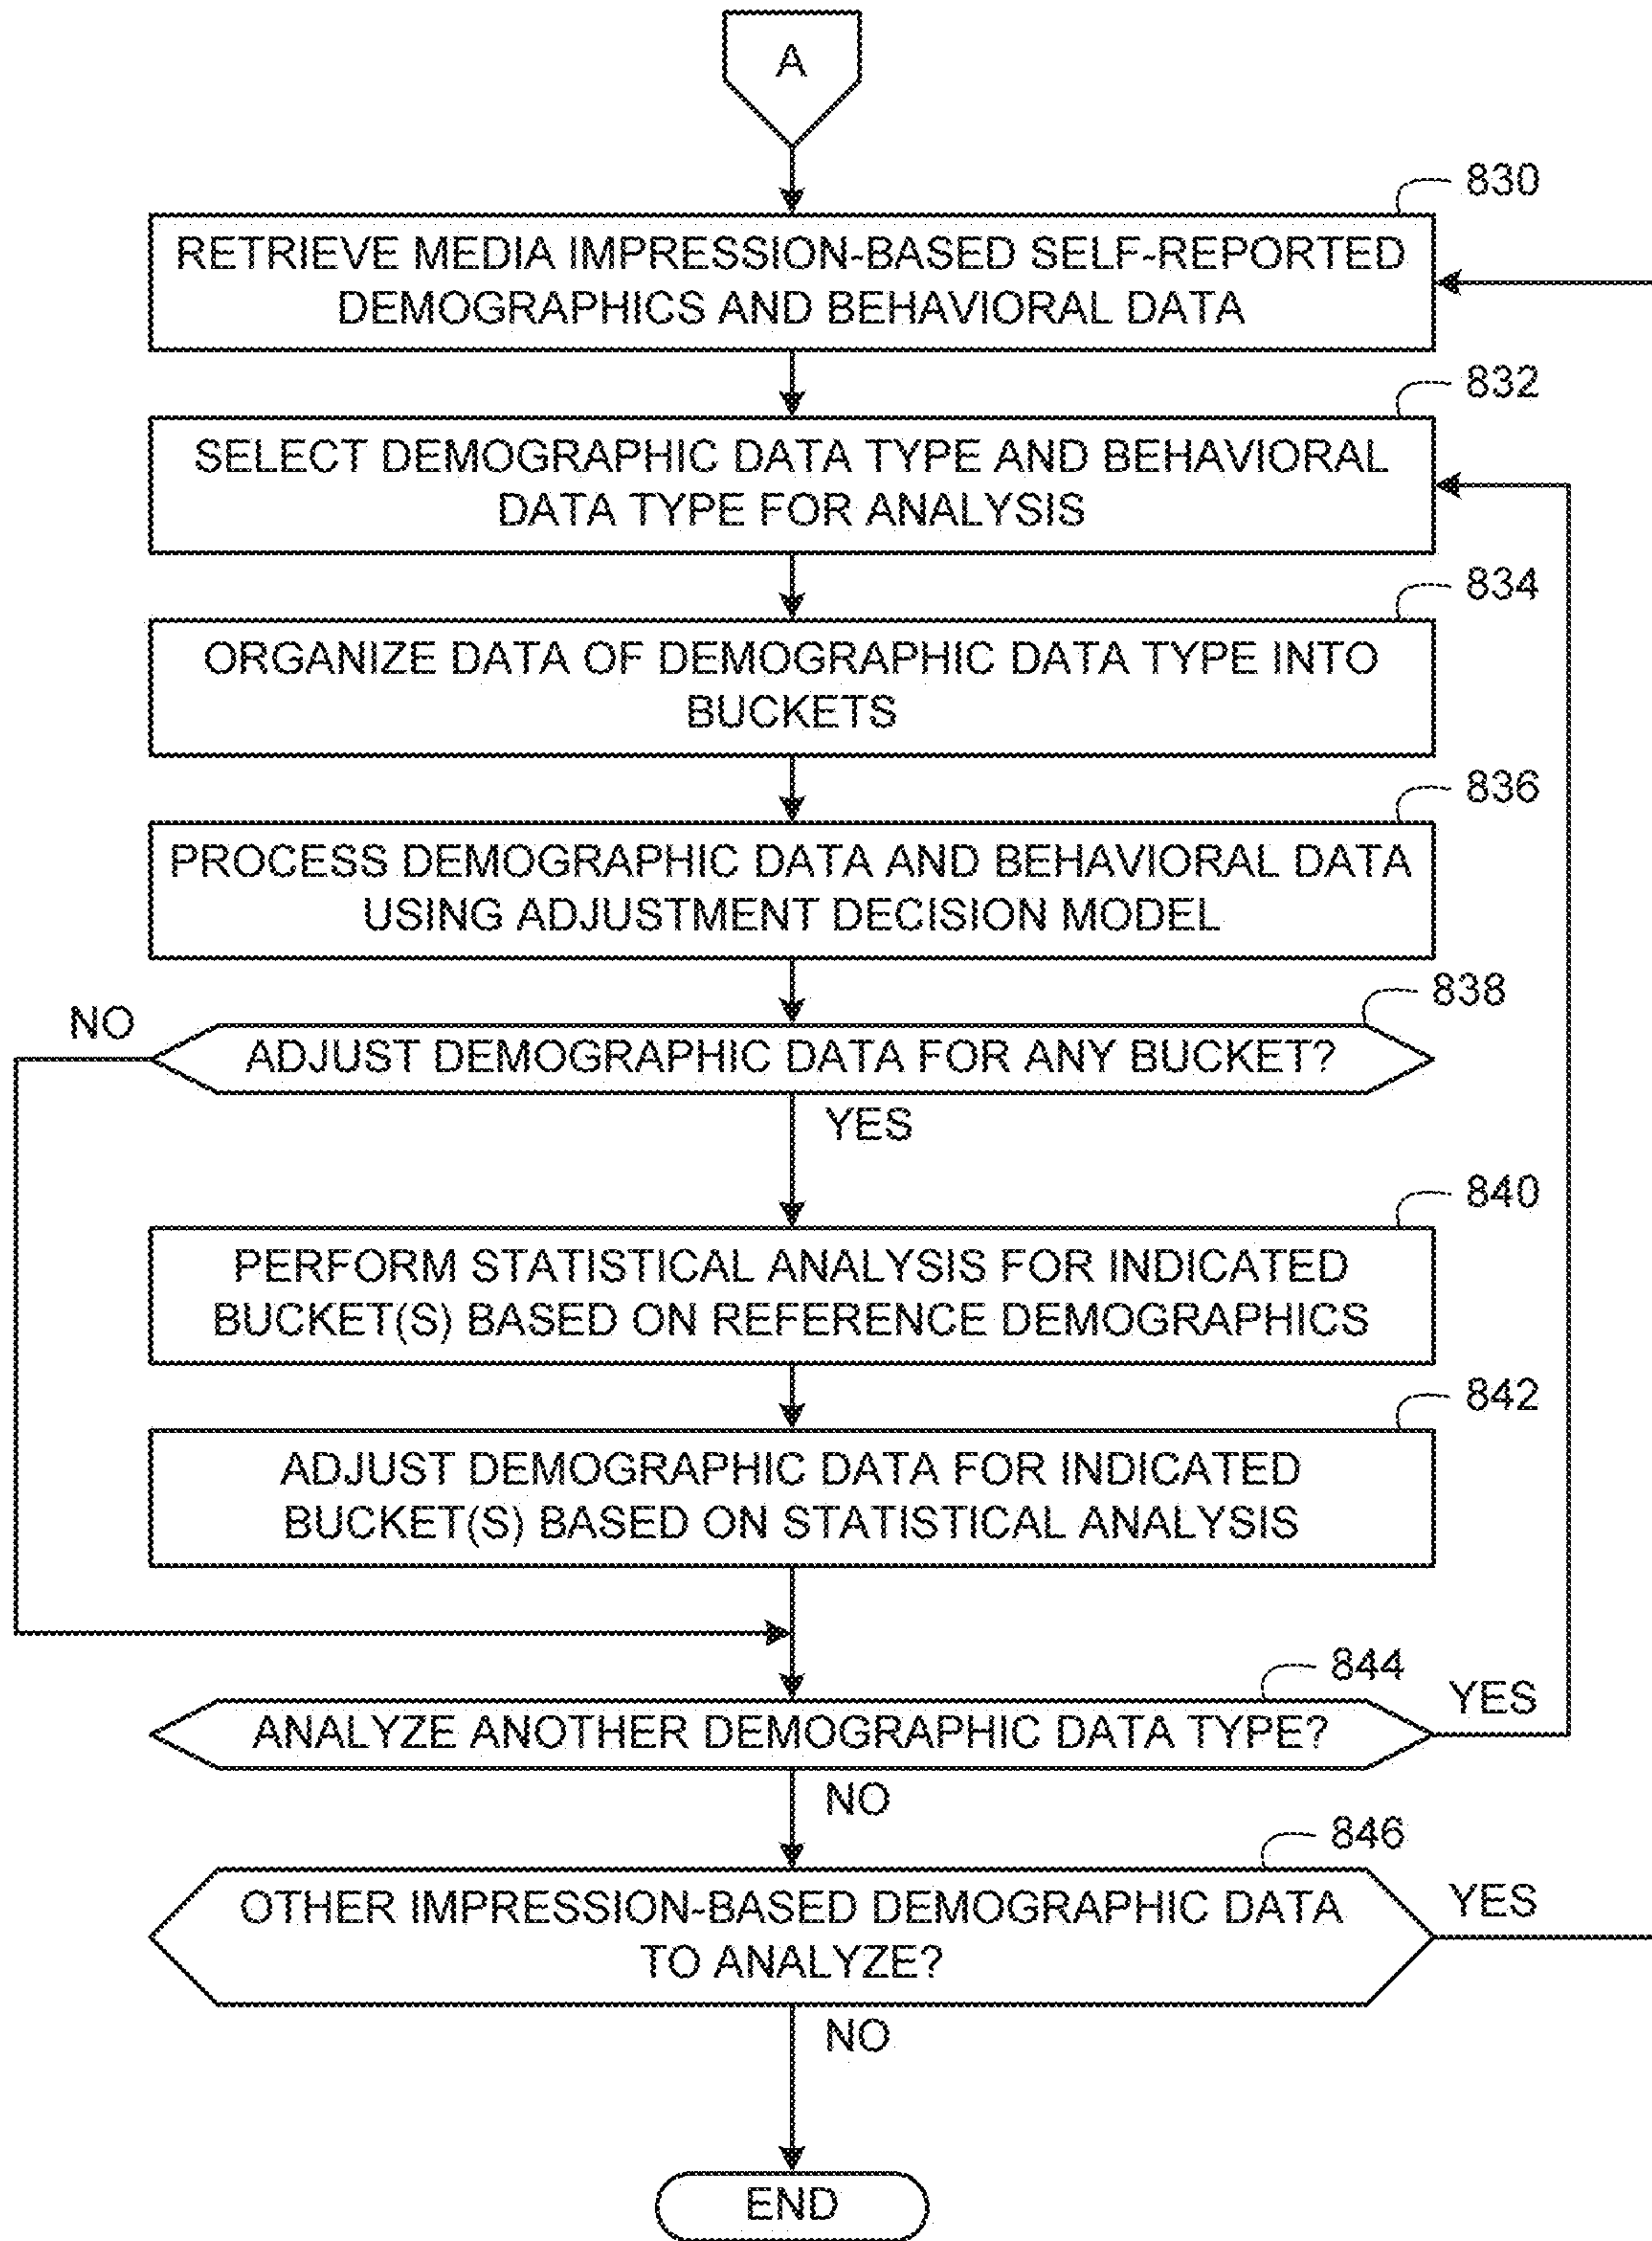 A
830
RETRIEVE MEDIA IMPRESSION-BASED SELF-REPORTED
DEMOGRAPHICS AND BEHAVIORAL DATA
832
SELECT DEMOGRAPHIC DATA TYPE AND BEHAVIORAL
DATA TYPE FOR ANALYSIS
834
ORGANIZE DATA OF DEMOGRAPHIC DATA TYPE INTO
BUCKETS
836
PROCESS DEMOGRAPHIC DATA AND BEHAVIORAL DATA
USING ADJUSTMENT DECISION MODEL
838
NO
ADJUST DEMOGRAPHIC DATA FOR ANY BUCKET?
YES
840
PERFORM STATISTICAL ANALYSIS FOR INDICATED
BUCKET(S) BASED ON REFERENCE DEMOGRAPHICS
842
ADJUST DEMOGRAPHIC DATA FOR INDICATED
BUCKET(S) BASED ON STATISTICAL ANALYSIS
844
YES
ANALYZE ANOTHER DEMOGRAPHIC DATA TYPE?
NO
846
YES
OTHER IMPRESSION-BASED DEMOGRAPHIC DATA
TO ANALYZE?
NO
END